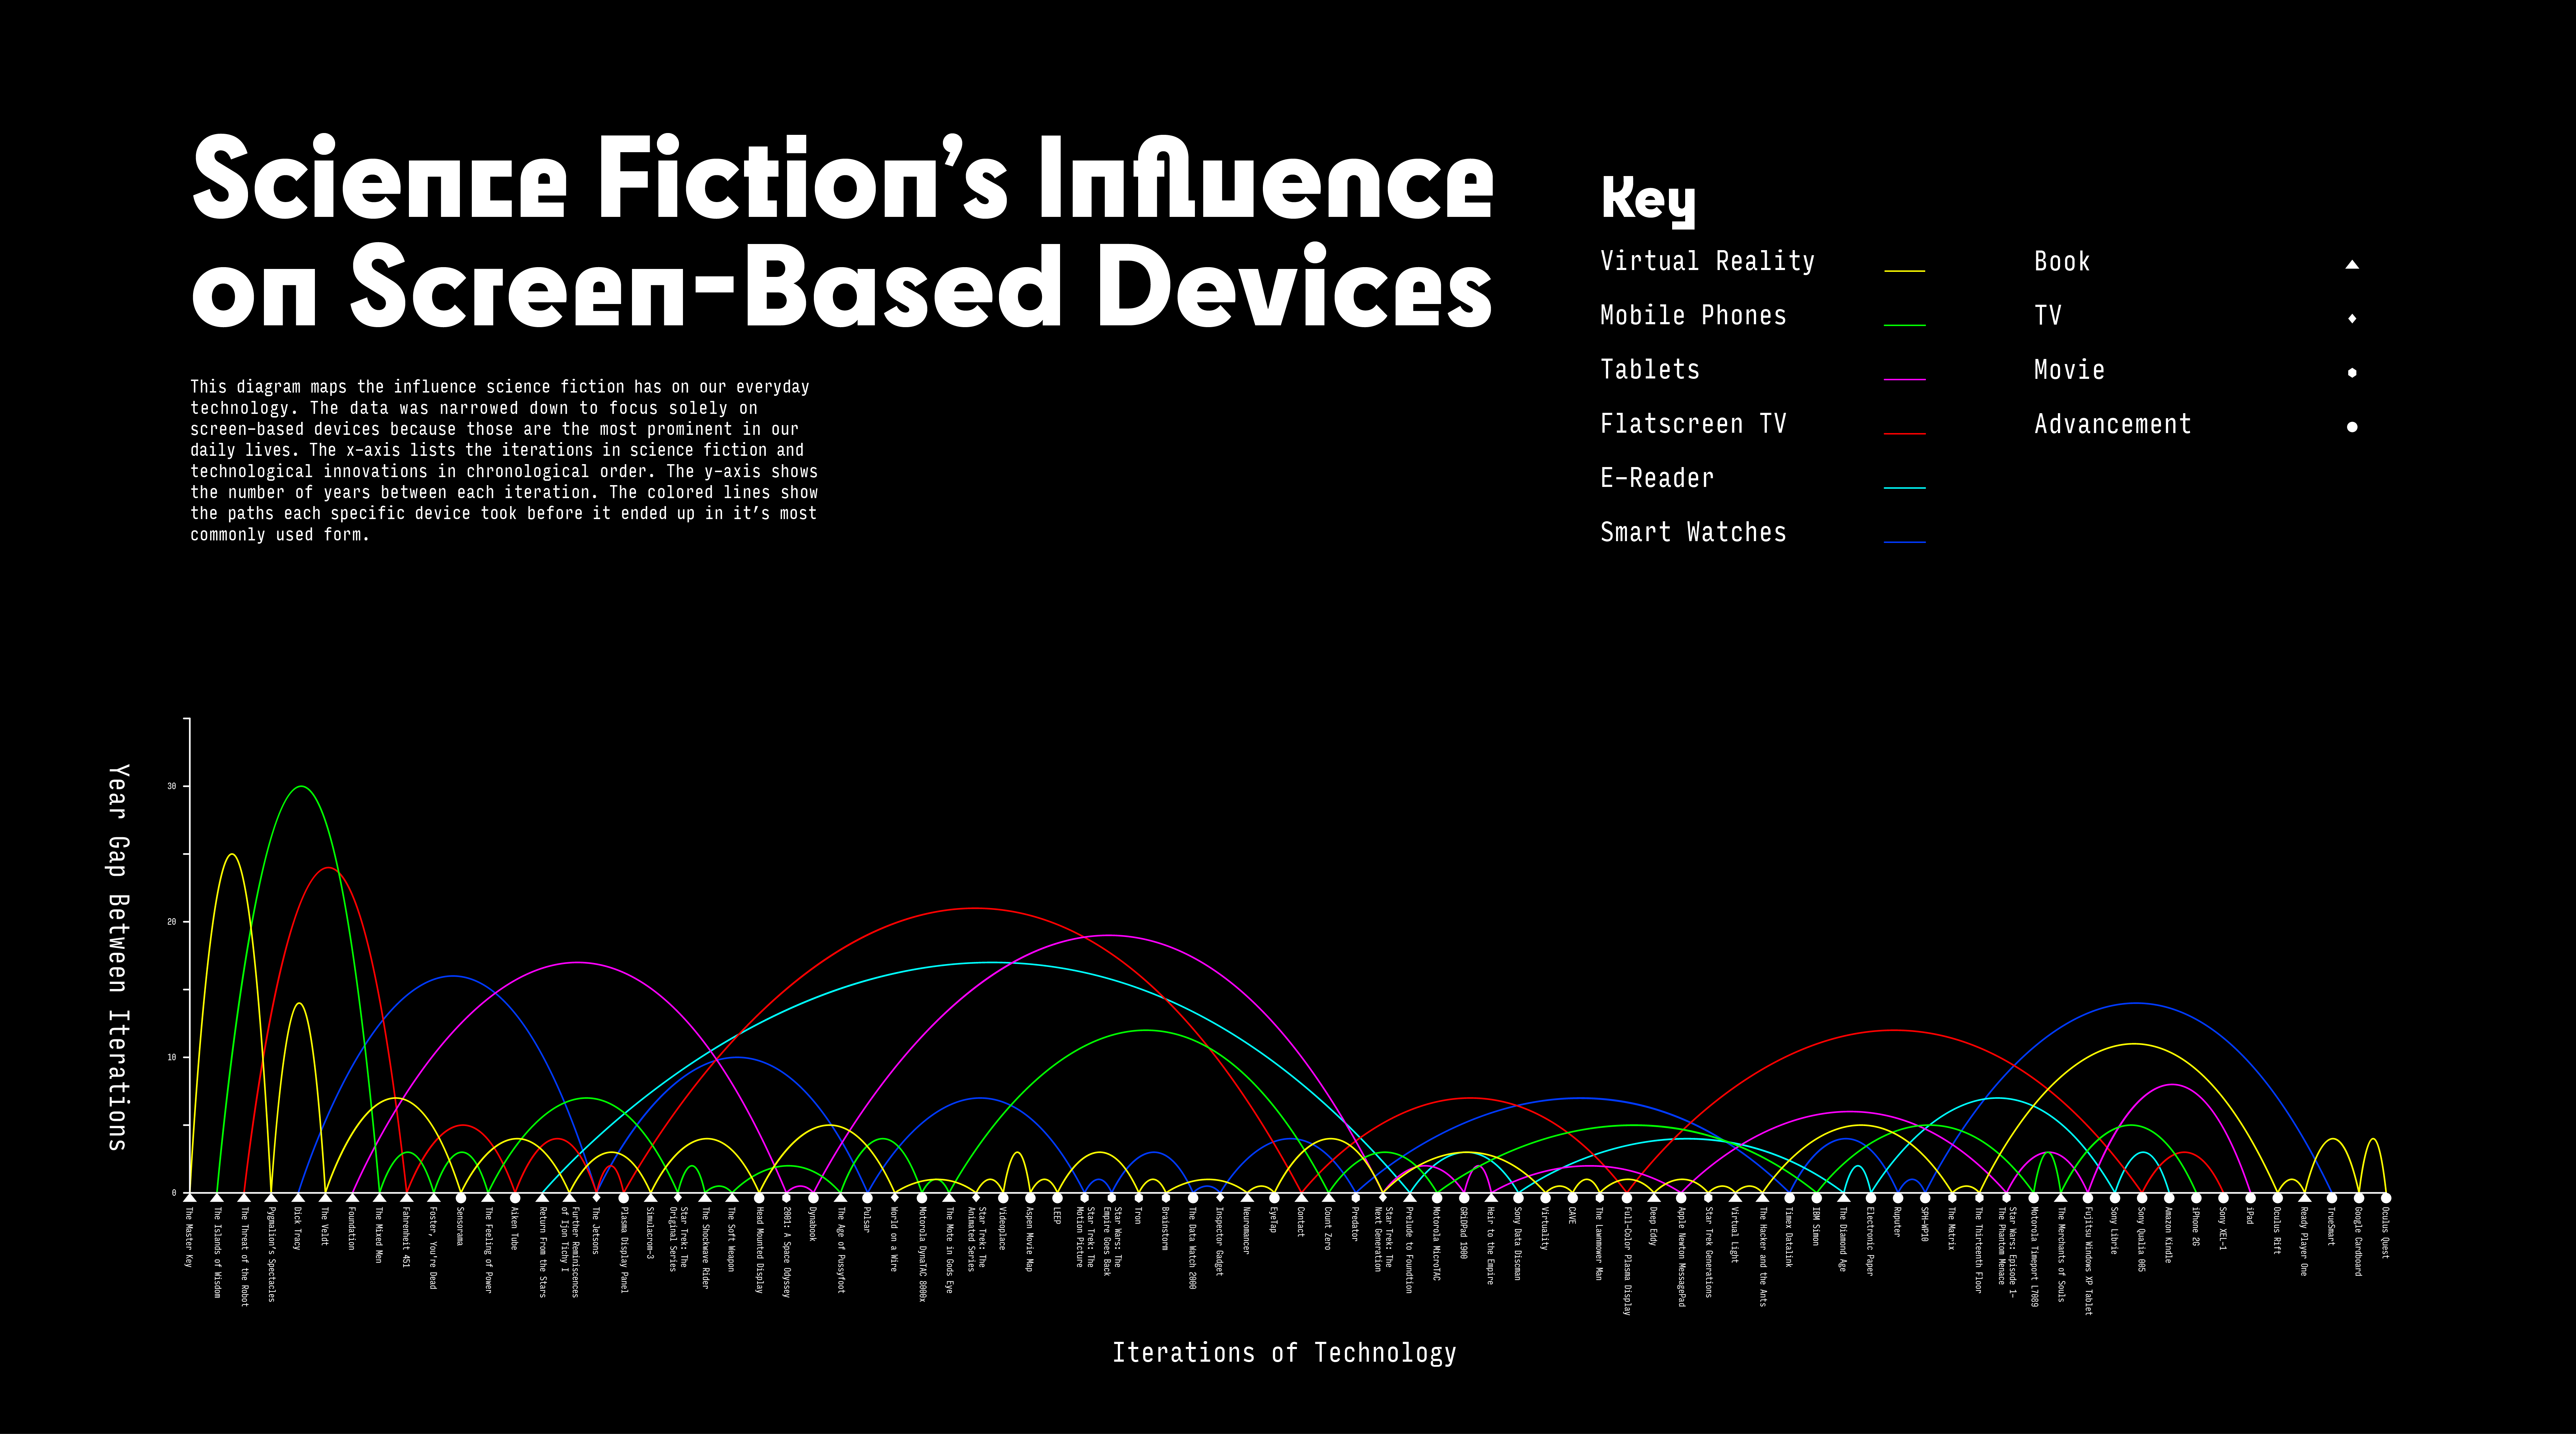 Science Fiction's Influence
on Screen-Based Devices
This diagram maps the influence science fiction has on our everyday
technology. The data was narrowed down to focus solely on
screen-based devices because those are the most prominent in our
daily lives. The x-axis lists the iterations in science fiction and
technological innovations in chronological order. The y-axis shows
the number of years between each iteration. The colored lines show
the paths each specific device took before it ended up in it's most
commonly used form.
Key
Virtual Reality
Mobile Phones
Tablets
Flatscreen TV
E-Reader
Smart Watches
Book
TV
Movie
Advancement
Year Gap Between Iterations
30
20
10
0
The Master Key
The Islands of Wisdom
The Threat of the Robot
Pygmalion's Spectacles
Dick Tracy
The Veldt
Foundation
The Mixed Men
Fahrenheit 451
Foster, You're Dead
Sensorama
The Feeling of Power
Aiken Tube
Return From the Stars
Further Reminiscences
of Ijon Tichy I
The Jetsons
Plasma Display Panel
Simulacrom-3
Star Trek: The
Original Series
The Shockwave Rider
The Soft Weapon
Head Mounted Display
2001: A Space Odyssey
Dynabook
The Age of Pussyfoot
Pulsar
World on a Wire
Motorola DynaTAC 8000x
The Mote in Gods Eye
Star Trek: The
Animated Series
Videoplace
Aspen Movie Map
LEEP
Star Trek: The
Motion Picture
Star Wars: The
Empire Goes Back
Tron
Brainstorm
The Data Watch 2000
Inspector Gadget
Neuromancer
EyeTap
Contact
Count Zero
Predator
Star Trek: The
Next Generation
Prelude to Foundtion
Motorola MicroTAC
GRiDPad 1900
Heir to the Empire
Sony Data Discman
Virtuality
CAVE
The Lawnmower Man
Full-Color Plasma Display
Deep Eddy
Apple Newton MessagePad
Star Trek Generations
Virtual Light
The Hacker and the Ants
Timex Datalink
IBM Simon
The Diamond Age
Electronic Paper
Ruputer
SPH-WP10
The Matrix
The Thirteenth Floor
Star Wars: Episode 1-
The Phantom Menace
Motorola Timeport L7089
The Merchants of Souls
Fujitsu Windows XP Tablet
Sony Librie
Sony Qualia 005
Amazon Kindle
iPhone 2G
Sony XEL-1
iPad
Oculus Rift
Ready Player One
TrueSmart
Google Cardboard
Oculus Quest
Iterations of Technology